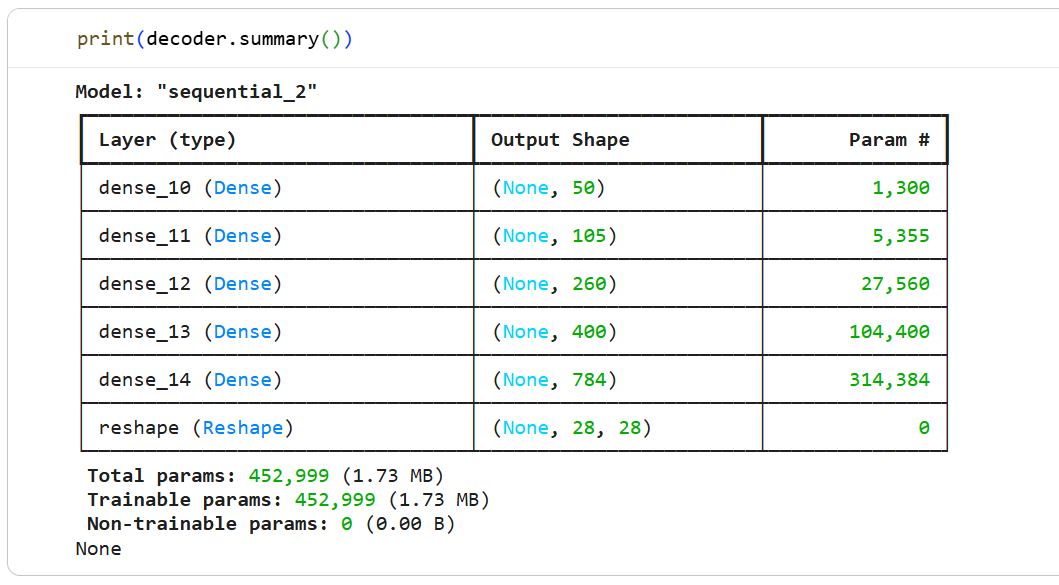 print(decoder.summary())
Model: "sequential_2"
Layer (type) Output Shape Param #
dense_10 (Dense) (None, 50) 1,300
dense_11 (Dense) (None, 105) 5,355
dense_12 (Dense) (None, 260) 27,560
dense_13 (Dense) (None, 400) 104,400
dense_14 (Dense) (None, 784) 314,384
reshape (Reshape) (None, 28, 28) 0
Total params: 452,999 (1.73 MB)
Trainable params: 452,999 (1.73 MB)
Non-trainable params: 0 (0.00 B)
None